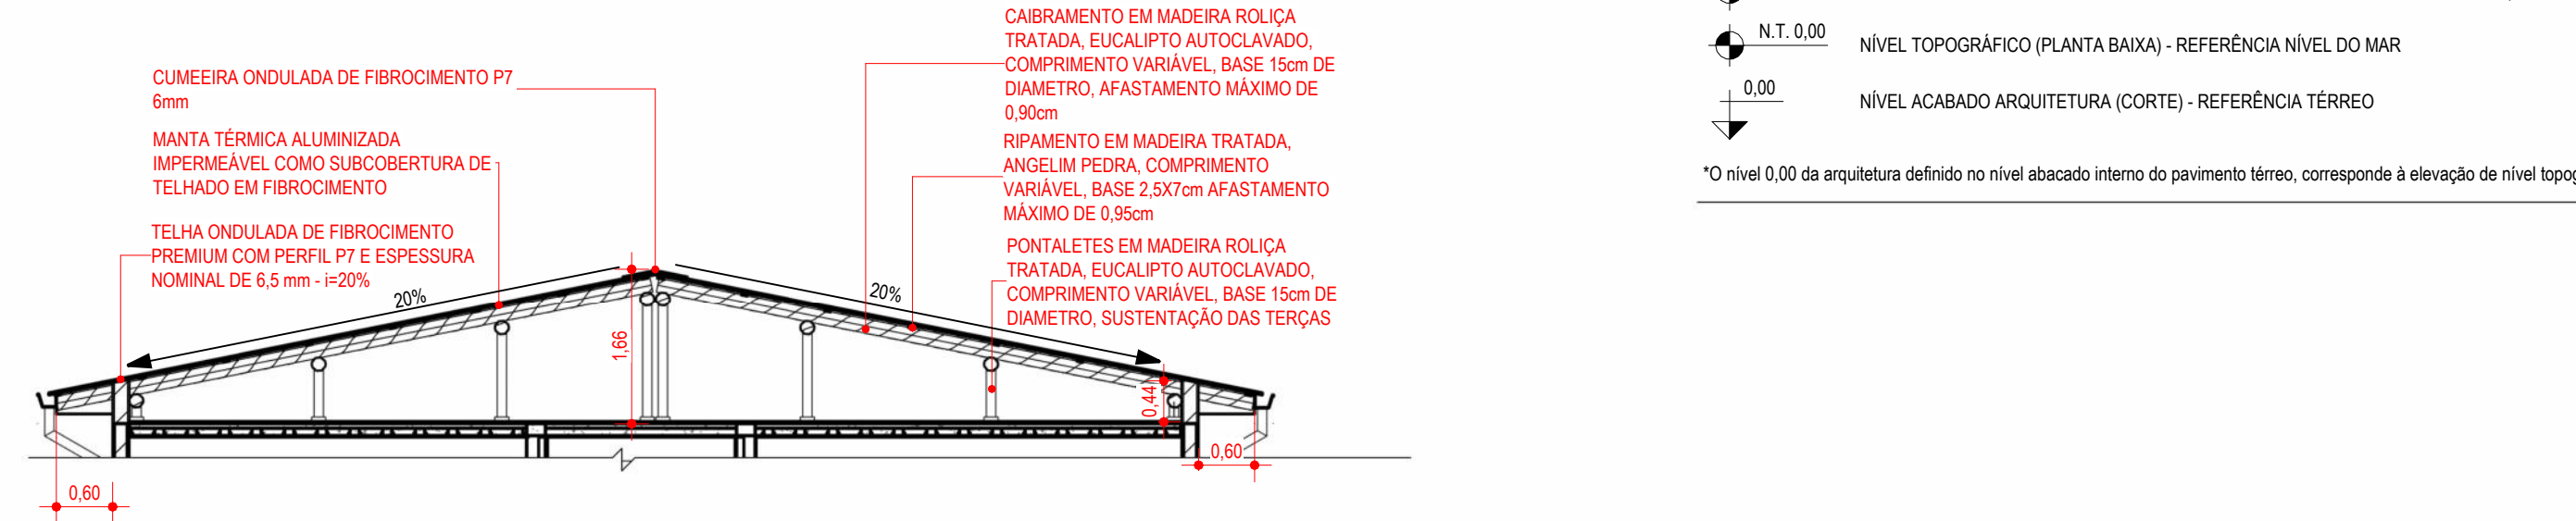 CUMEEIRA ONDULADA DE FIBROCIMENTO P7
6mm
MANTA TÉRMICA ALUMINIZADA
IMPERMEÁVEL COMO SUBCOBERTURA DE
TELHADO EM FIBROCIMENTO
TELHA ONDULADA DE FIBROCIMENTO
PREMIUM COM PERFIL P7 E ESPESSURA
NOMINAL DE 6,5 mm - i=20%
CAIBRAMENTO EM MADEIRA ROLIÇA
TRATADA, EUCALIPTO AUTOCLAVADO,
COMPRIMENTO VARIÁVEL, BASE 15cm DE
DIAMETRO, AFASTAMENTO MÁXIMO DE
0,90cm
RIPAMENTO EM MADEIRA TRATADA,
ANGELIM PEDRA, COMPRIMENTO
VARIÁVEL, BASE 2,5X7cm AFASTAMENTO
MÁXIMO DE 0,95cm
PONTALETES EM MADEIRA ROLIÇA
TRATADA, EUCALIPTO AUTOCLAVADO,
COMPRIMENTO VARIÁVEL, BASE 15cm DE
DIAMETRO, SUSTENTAÇÃO DAS TERÇAS
20%
20%
1,66
0,44
0,60
0,60
N.T. 0,00
NÍVEL TOPOGRÁFICO (PLANTA BAIXA) - REFERÊNCIA NÍVEL DO MAR
0,00
NÍVEL ACABADO ARQUITETURA (CORTE) - REFERÊNCIA TÉRREO
*O nível 0,00 da arquitetura definido no nível abacado interno do pavimento térreo, corresponde à elevação de nível